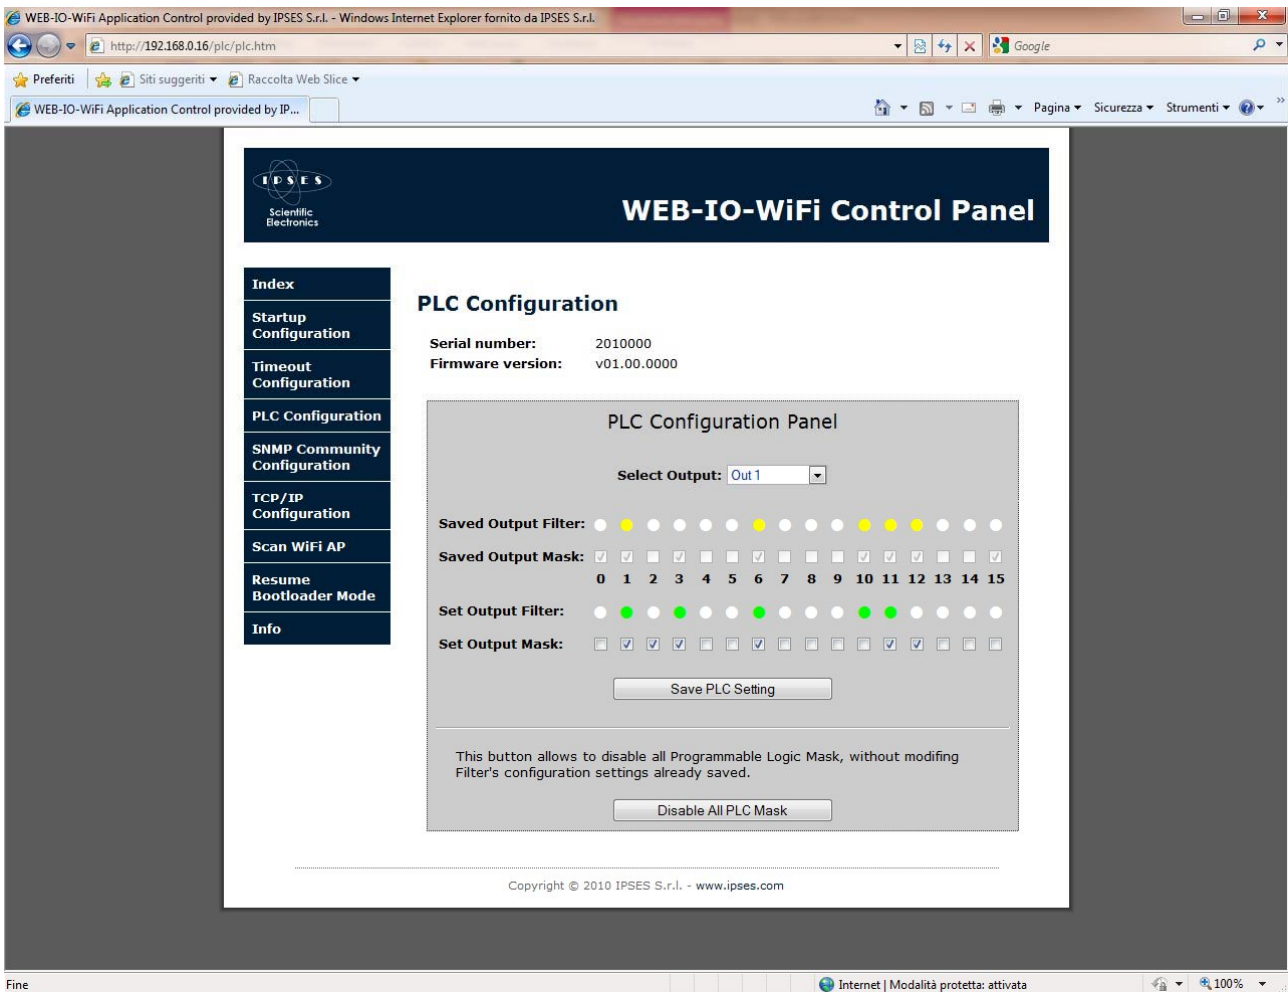 WEB-IO-WiFi Application Control provided by IPSES S.r.l. - Windows Internet Explorer fornito da IPSES S.r.l.
http://192.168.0.16/plc/plc.htm
Google
Preferiti
Siti suggeriti
Raccolta Web Slice
WEB-IO-WiFi Application Control provided by IP...
Pagina
Sicurezza
Strumenti
IPSES
Scientific
Electronics
WEB-IO-WiFi Control Panel
Index
Startup
Configuration
Timeout
Configuration
PLC Configuration
SNMP Community
Configuration
TCP/IP
Configuration
Scan WiFi AP
Resume
Bootloader Mode
Info
PLC Configuration
Serial number: 2010000
Firmware version: v01.00.0000
PLC Configuration Panel
Select Output: Out 1
Saved Output Filter:
Saved Output Mask:
0 1 2 3 4 5 6 7 8 9 10 11 12 13 14 15
Set Output Filter:
Set Output Mask:
Save PLC Setting
This button allows to disable all Programmable Logic Mask, without modifing
Filter's configuration settings already saved.
Disable All PLC Mask
Copyright © 2010 IPSES S.r.l. - www.ipses.com
Fine
Internet | Modalità protetta: attivata
100%